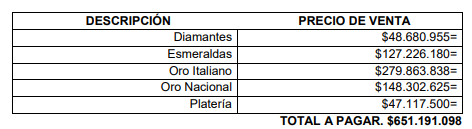 DESCRIPCIÓN PRECIO DE VENTA
Diamantes $48.680.955=
Esmeraldas $127.226.180=
Oro Italiano $279.863.838=
Oro Nacional $148.302.625=
Platería $47.117.500=
TOTAL A PAGAR. $651.191.098